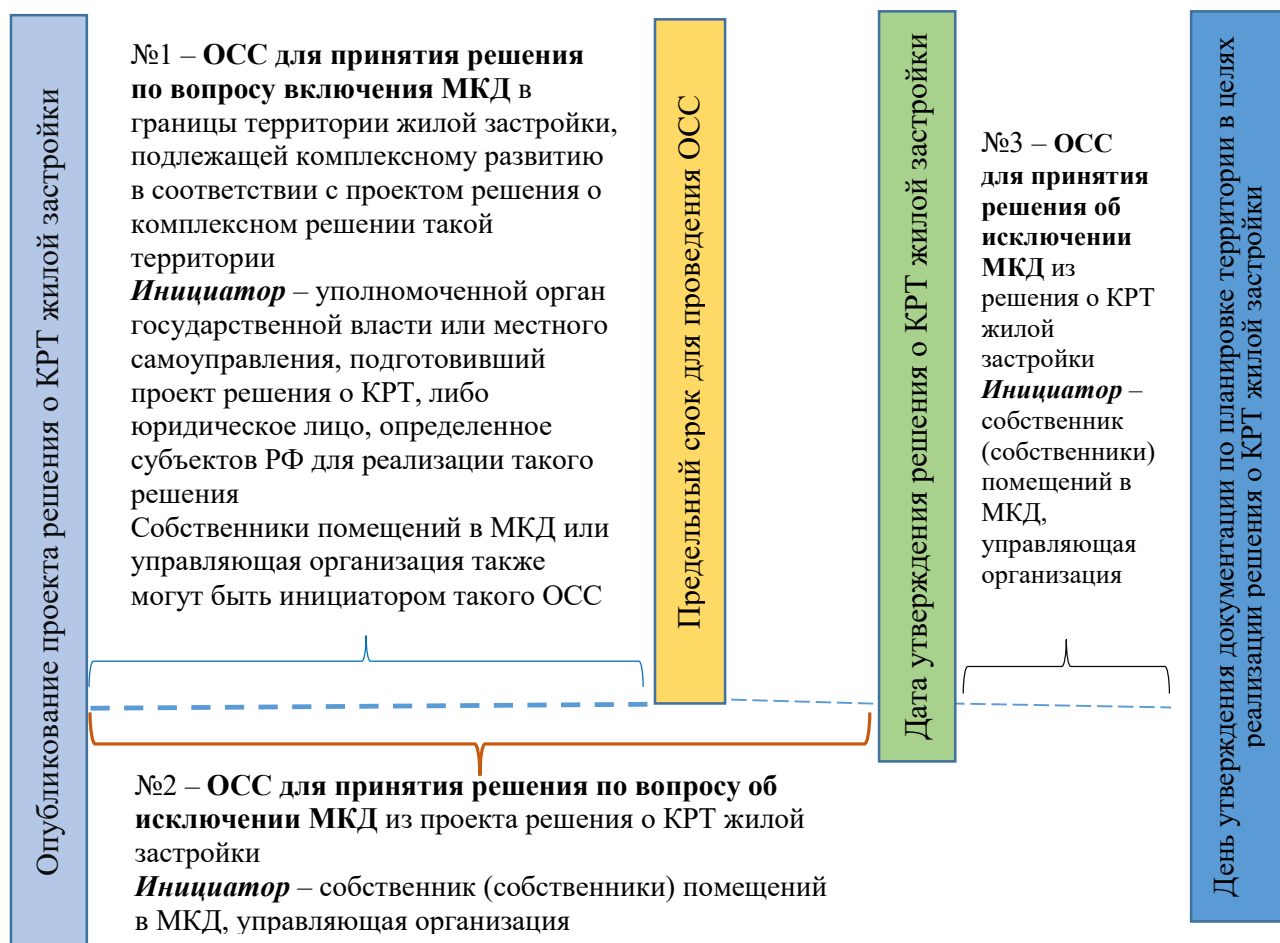 Опубликование проекта решения о КРТ жилой застройки
№1 – ОСС для принятия решения
по вопросу включения МКД в
границы территории жилой застройки,
подлежащей комплексному развитию
в соответствии с проектом решения о
комплексном решении такой
территории
Инициатор – уполномоченной орган
государственной власти или местного
самоуправления, подготовивший
проект решения о КРТ, либо
юридическое лицо, определенное
субъектов РФ для реализации такого
решения
Собственники помещений в МКД или
управляющая организация также
могут быть инициатором такого ОСС
Предельный срок для проведения ОСС
№2 – ОСС для принятия решения по вопросу об
исключении МКД из проекта решения о КРТ жилой
застройки
Инициатор – собственник (собственники) помещений
в МКД, управляющая организация
Дата утверждения решения о КРТ жилой застройки
№3 – ОСС
для принятия
решения об
исключении
МКД из
решения о КРТ
жилой
застройки
Инициатор –
собственник
(собственники)
помещений в
МКД,
управляющая
организация
День утверждения документации по планировке территории в целях
реализации решения о КРТ жилой застройки